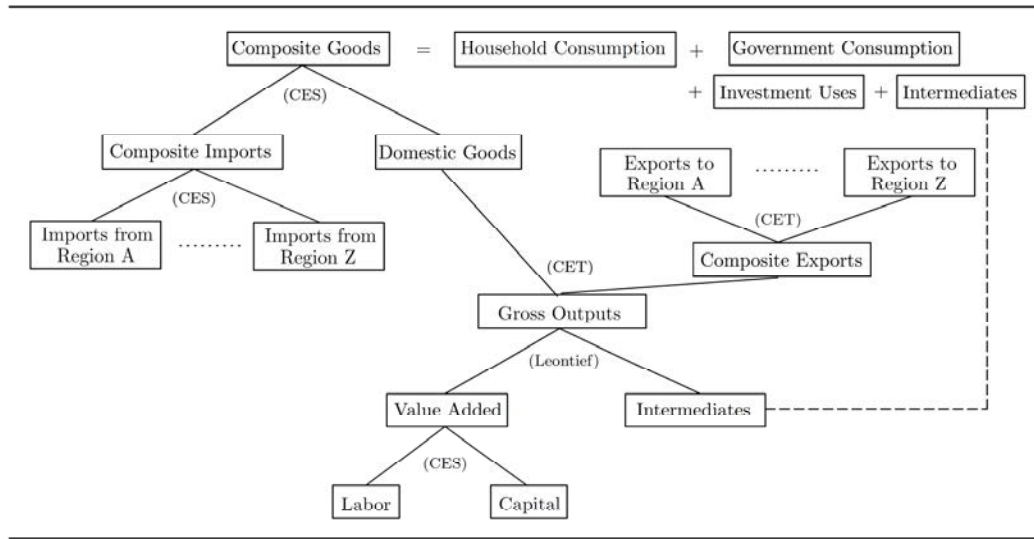 Composite Goods = Household Consumption + Government Consumption
+ Investment Uses + Intermediates
(CES)
Composite Imports Domestic Goods
Exports to Region A ......... Exports to Region Z
(CES)
(CET)
Imports from Region A ......... Imports from Region Z
Composite Exports
(CET)
Gross Outputs
(Leontief)
Value Added Intermediates
(CES)
Labor Capital